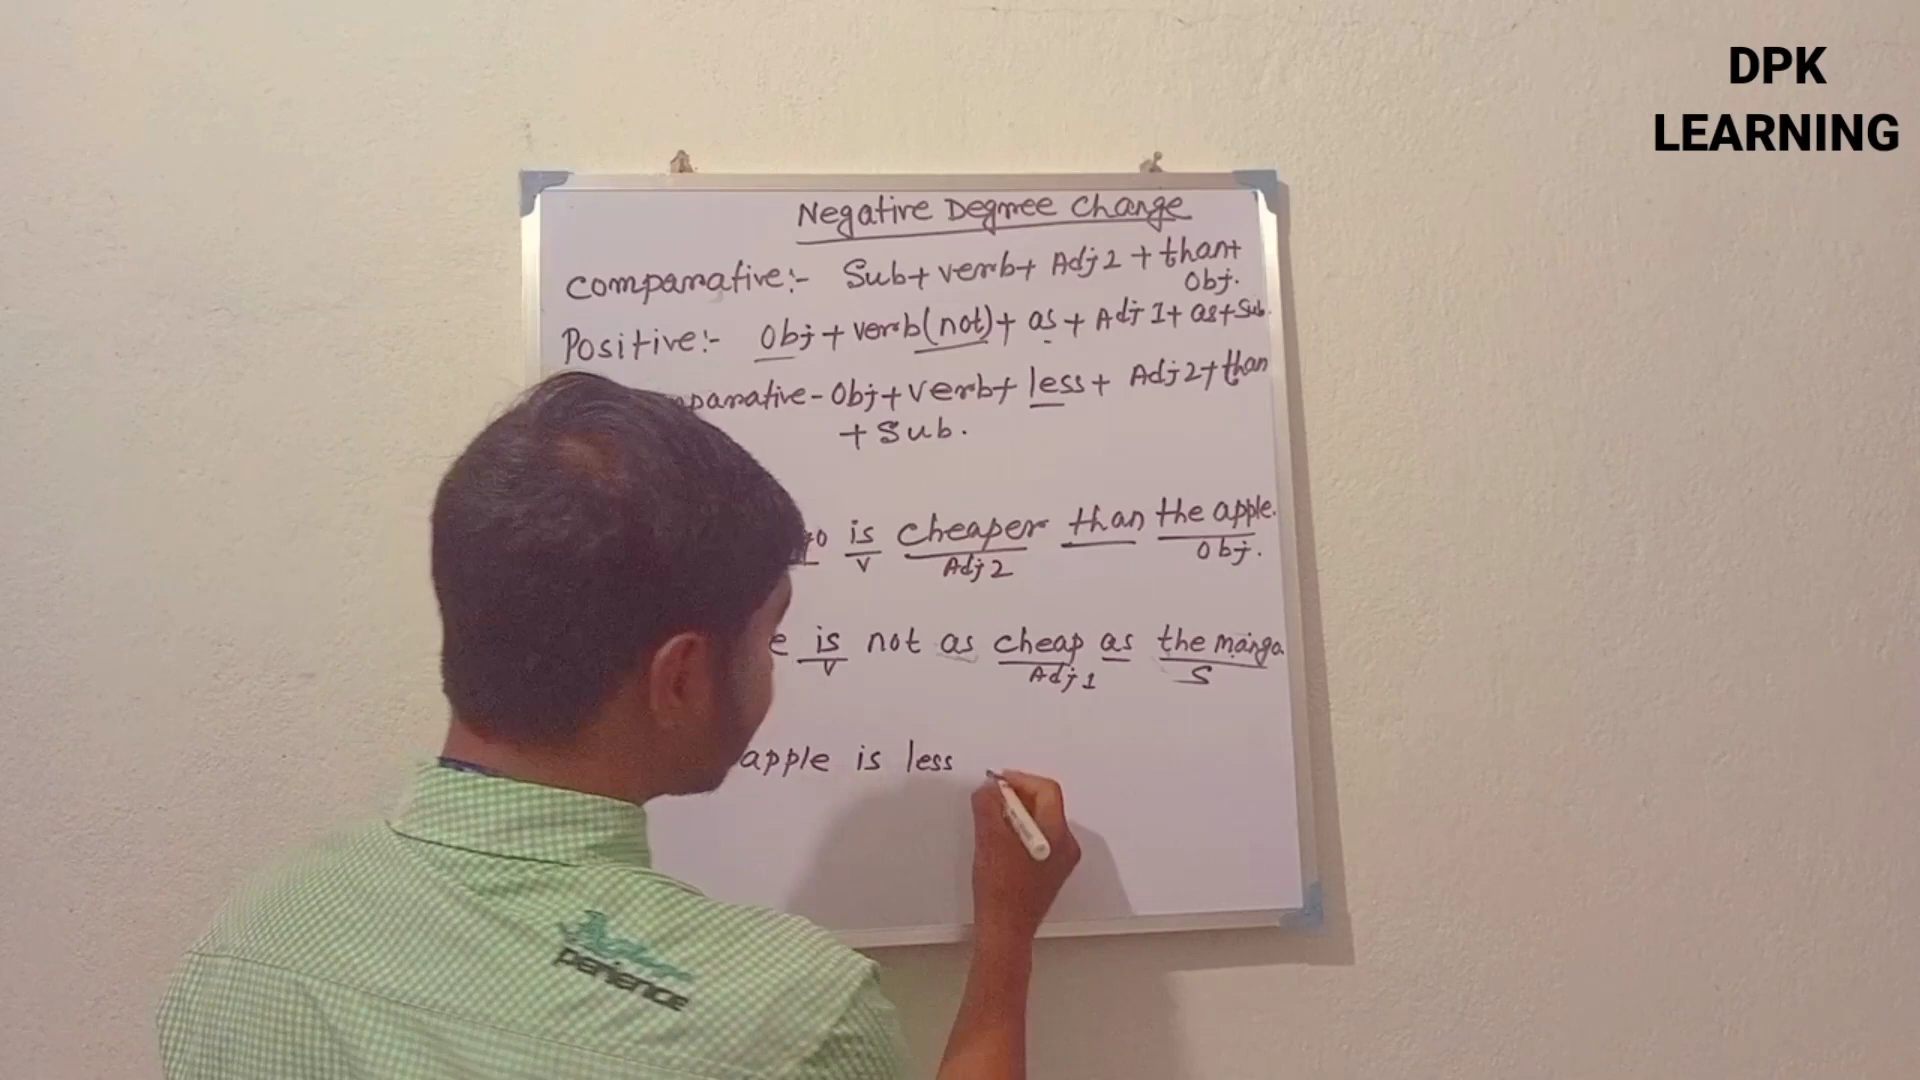 DPK
LEARNING
Negative Degree Change
Comparative:- Sub+ verb+ Adj 2 + than+
Obj.
Positive:- Obj + verb(not)+ as + Adj 1+ as+Sub.
- Obj+ verb+ less+ Adj 2+ than
+ Sub.
is cheaper than the apple.
V Adj 2 Obj.
is not as cheap as the mango
V Adj 1 S
apple is less
perience